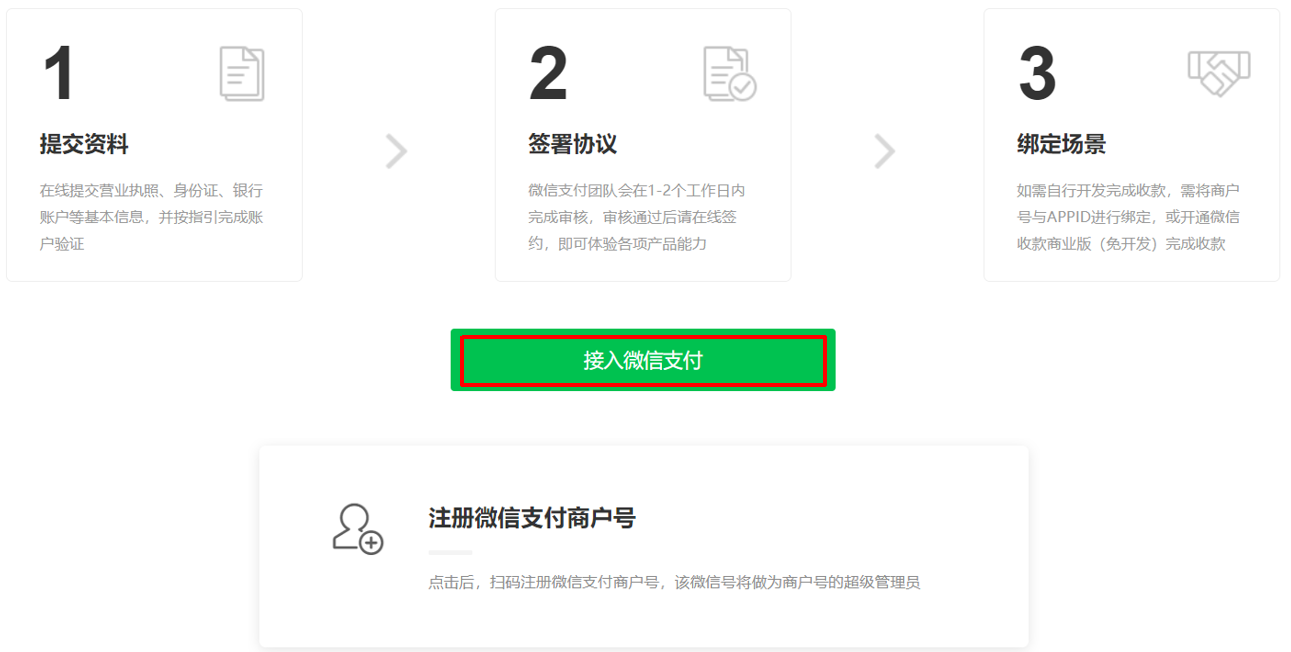 1
提交资料
在线提交营业执照、身份证、银行
账户等基本信息，并按指引完成账
户验证
2
签署协议
微信支付团队会在1-2个工作日内
完成审核，审核通过后请在线签
约，即可体验各项产品能力
3
绑定场景
如需自行开发完成收款，需将商户
号与APPID进行绑定，或开通微信
收款商业版（免开发）完成收款
接入微信支付
注册微信支付商户号
点击后，扫码注册微信支付商户号，该微信号将做为商户号的超级管理员